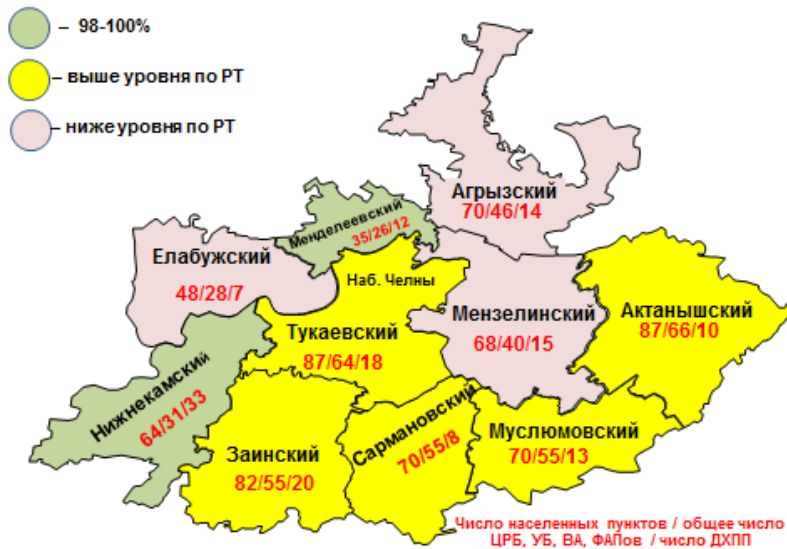 – 98-100%
– выше уровня по РТ
– ниже уровня по РТ
Агрызский
70/46/14
Менделеевский
35/26/12
Елабужский
48/28/7
Наб. Челны
Тукаевский
87/64/18
Мензелинский
68/40/15
Актанышский
87/66/10
Нижнекамский
64/31/33
Заинский
82/55/20
Сармановский
70/55/8
Муслюмовский
70/55/13
Число населенных пунктов / общее число
ЦРБ, УБ, ВА, ФАПов / число ДХПП